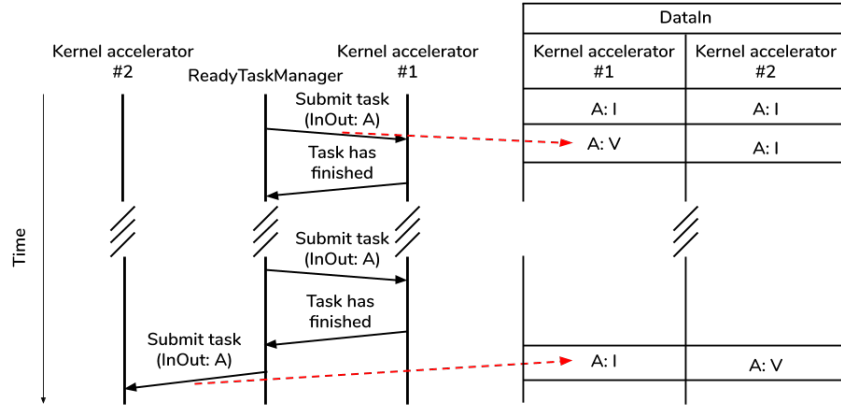 DataIn
Kernel accelerator
#2
ReadyTaskManager
Kernel accelerator
#1
Kernel accelerator
#1
Kernel accelerator
#2
Submit task
(InOut: A)
A: I
A: I
A: V
A: I
Task has
finished
Time
Submit task
(InOut: A)
Task has
finished
Submit task
(InOut: A)
A: I
A: V